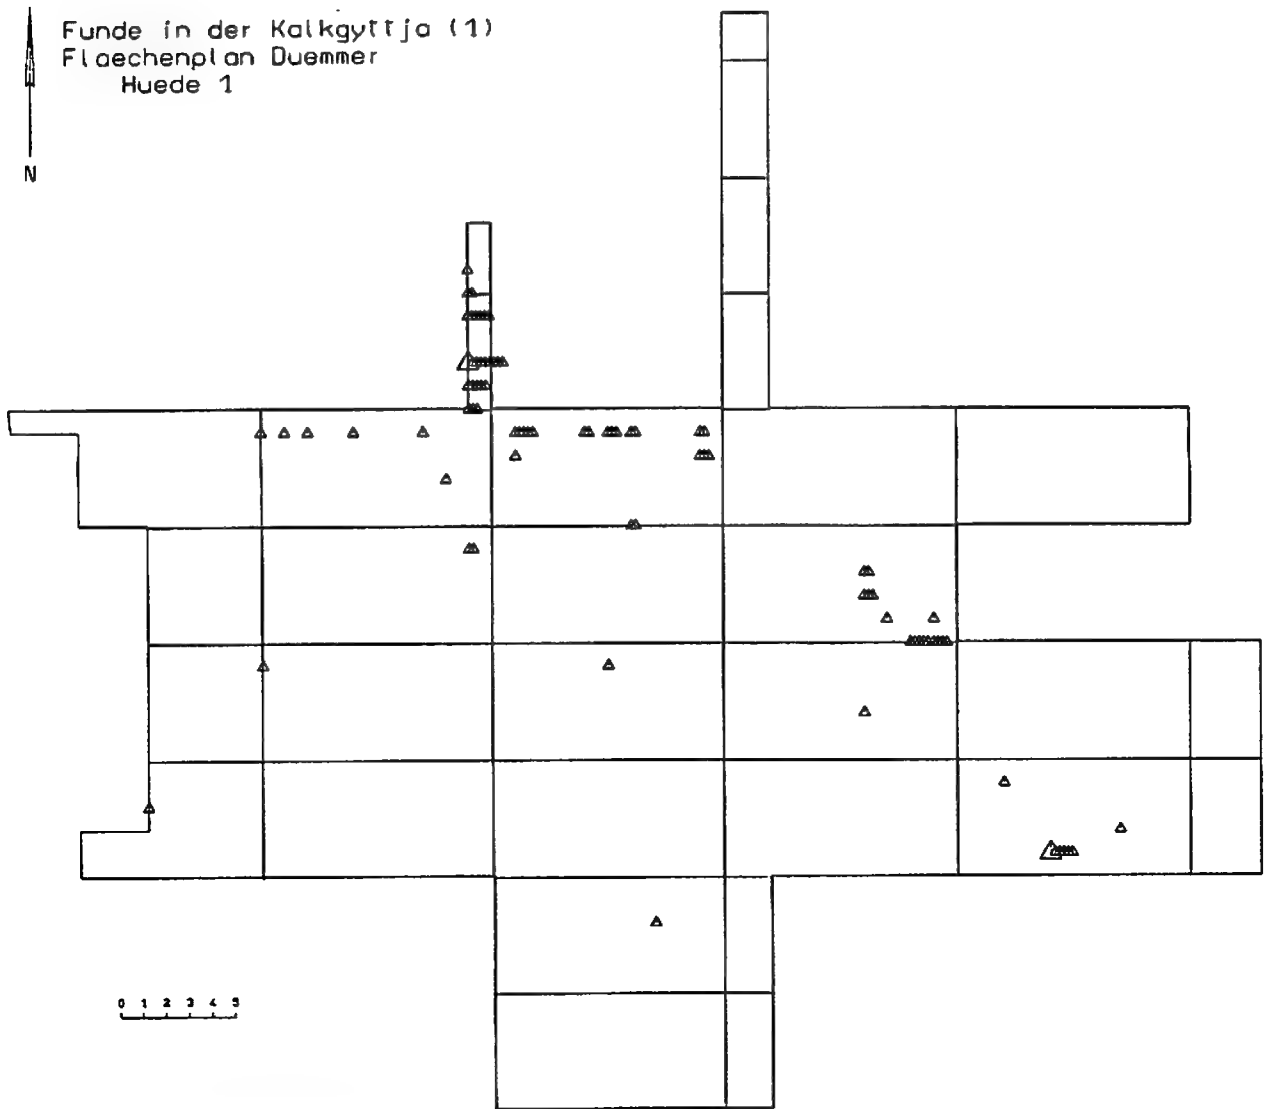 Funde in der Kalkgyttja (1)
Flaechenplan Duemmer
Huede 1
N
0 1 2 3 4 5